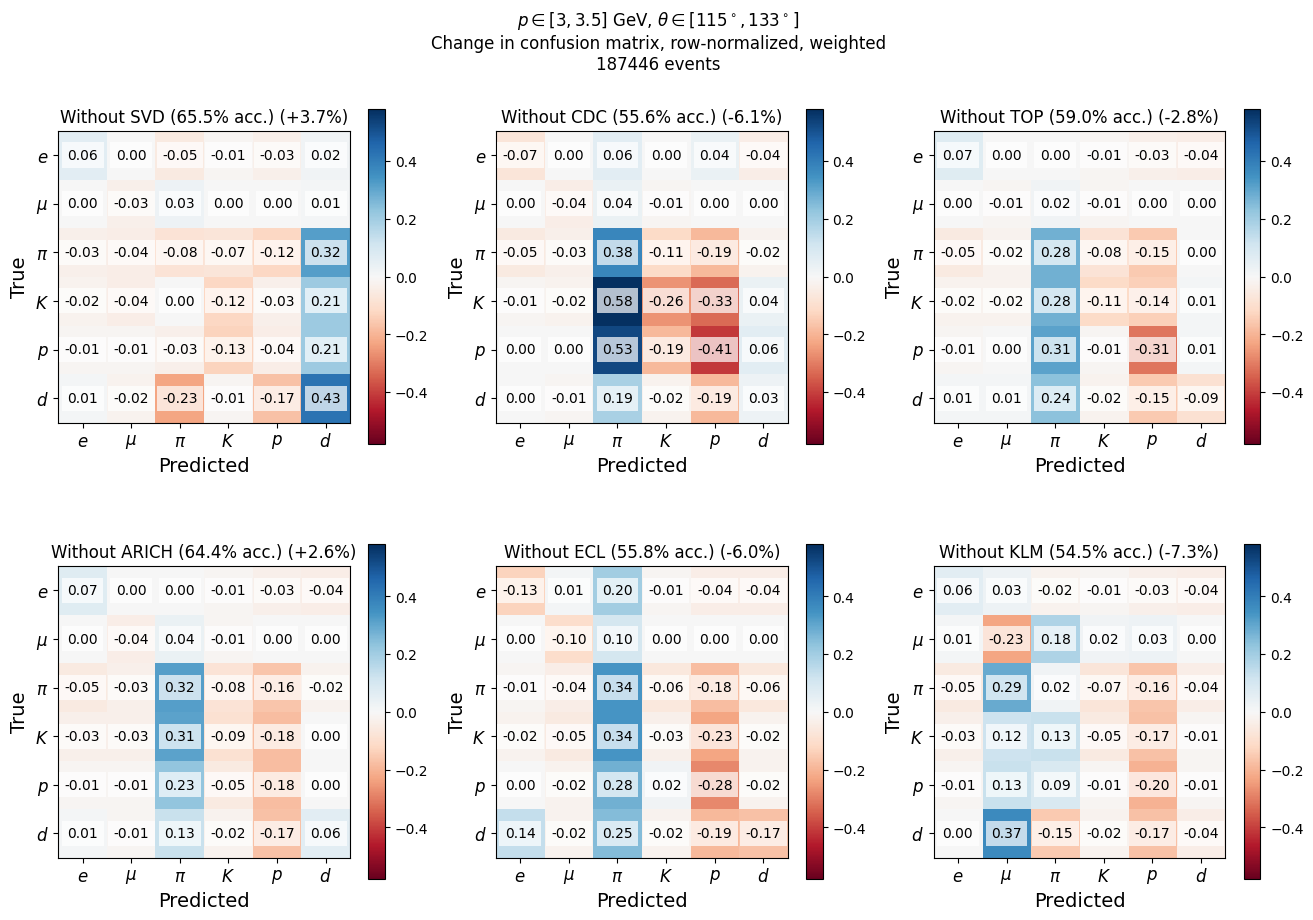 p ∈ [3, 3.5] GeV, θ ∈ [115°, 133°]
Change in confusion matrix, row-normalized, weighted
187446 events
Without SVD (65.5% acc.) (+3.7%)
True
e 0.06 0.00 -0.05 -0.01 -0.03 0.02
μ 0.00 -0.03 0.03 0.00 0.00 0.01
π -0.03 -0.04 -0.08 -0.07 -0.12 0.32
K -0.02 -0.04 0.00 -0.12 -0.03 0.21
p -0.01 -0.01 -0.03 -0.13 -0.04 0.21
d 0.01 -0.02 -0.23 -0.01 -0.17 0.43
e μ π K p d
Predicted
0.4
0.2
0.0
−0.2
−0.4
Without CDC (55.6% acc.) (-6.1%)
True
e -0.07 0.00 0.06 0.00 0.04 -0.04
μ 0.00 -0.04 0.04 -0.01 0.00 0.00
π -0.05 -0.03 0.38 -0.11 -0.19 -0.02
K -0.01 -0.02 0.58 -0.26 -0.33 0.04
p 0.00 0.00 0.53 -0.19 -0.41 0.06
d 0.00 -0.01 0.19 -0.02 -0.19 0.03
e μ π K p d
Predicted
0.4
0.2
0.0
−0.2
−0.4
Without TOP (59.0% acc.) (-2.8%)
True
e 0.07 0.00 0.00 -0.01 -0.03 -0.04
μ 0.00 -0.01 0.02 -0.01 0.00 0.00
π -0.05 -0.02 0.28 -0.08 -0.15 0.00
K -0.02 -0.02 0.28 -0.11 -0.14 0.01
p -0.01 0.00 0.31 -0.01 -0.31 0.01
d 0.01 0.01 0.24 -0.02 -0.15 -0.09
e μ π K p d
Predicted
0.4
0.2
0.0
−0.2
−0.4
Without ARICH (64.4% acc.) (+2.6%)
True
e 0.07 0.00 0.00 -0.01 -0.03 -0.04
μ 0.00 -0.04 0.04 -0.01 0.00 0.00
π -0.05 -0.03 0.32 -0.08 -0.16 -0.02
K -0.03 -0.03 0.31 -0.09 -0.18 0.00
p -0.01 -0.01 0.23 -0.05 -0.18 0.00
d 0.01 -0.01 0.13 -0.02 -0.17 0.06
e μ π K p d
Predicted
0.4
0.2
0.0
−0.2
−0.4
Without ECL (55.8% acc.) (-6.0%)
True
e -0.13 0.01 0.20 -0.01 -0.04 -0.04
μ 0.00 -0.10 0.10 0.00 0.00 0.00
π -0.01 -0.04 0.34 -0.06 -0.18 -0.06
K -0.02 -0.05 0.34 -0.03 -0.23 -0.02
p 0.00 -0.02 0.28 0.02 -0.28 -0.02
d 0.14 -0.02 0.25 -0.02 -0.19 -0.17
e μ π K p d
Predicted
0.4
0.2
0.0
−0.2
−0.4
Without KLM (54.5% acc.) (-7.3%)
True
e 0.06 0.03 -0.02 -0.01 -0.03 -0.04
μ 0.01 -0.23 0.18 0.02 0.03 0.00
π -0.05 0.29 0.02 -0.07 -0.16 -0.04
K -0.03 0.12 0.13 -0.05 -0.17 -0.01
p -0.01 0.13 0.09 -0.01 -0.20 -0.01
d 0.00 0.37 -0.15 -0.02 -0.17 -0.04
e μ π K p d
Predicted
0.4
0.2
0.0
−0.2
−0.4